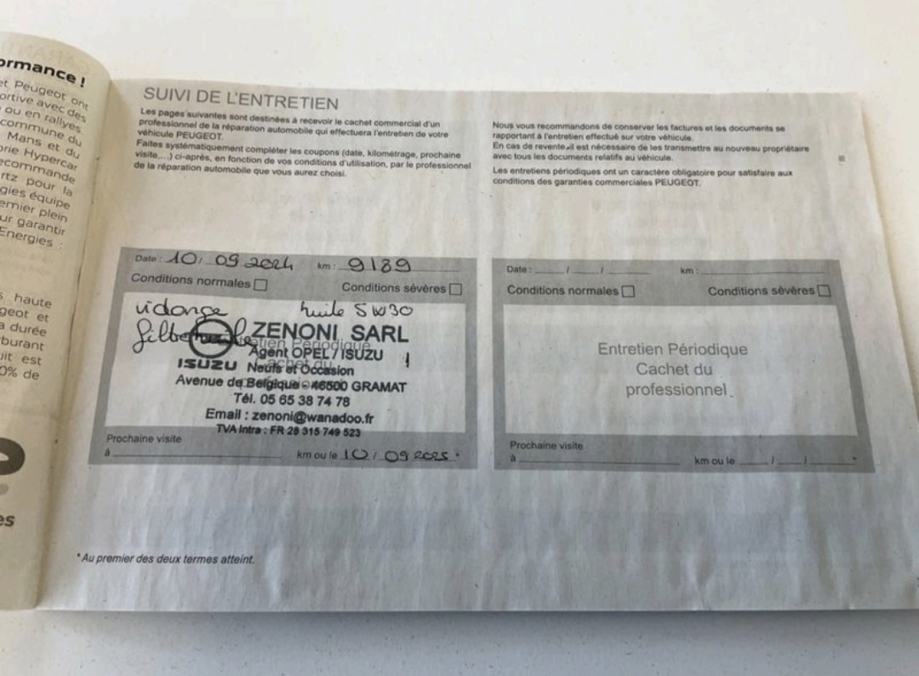 ormance !
et Peugeot ont
ortive avec des
ou en rallyes
commune du
Mans et du
orie Hypercar
ecommande
rtz pour la
gies équipe
ernier plein
ur garantir
Energies :
s haute
geot et
a durée
burant
uit est
0% de
es
SUIVI DE L'ENTRETIEN
Les pages suivantes sont destinées à recevoir le cachet commercial d'un
professionnel de la réparation automobile qui effectuera l'entretien de votre
véhicule PEUGEOT.
Faites systématiquement compléter les coupons (date, kilométrage, prochaine
visite,...) ci-après, en fonction de vos conditions d'utilisation, par le professionnel
de la réparation automobile que vous aurez choisi.
Nous vous recommandons de conserver les factures et les documents se
rapportant à l'entretien effectué sur votre véhicule.
En cas de revente, il est nécessaire de les transmettre au nouveau propriétaire
avec tous les documents relatifs au véhicule.
Les entretiens périodiques ont un caractère obligatoire pour satisfaire aux
conditions des garanties commerciales PEUGEOT.
Date : 10/09 2024 km : 9189
Conditions normales Conditions sévères
vidange huile 5W30
ZENONI SARL
Entretien Périodique
Agent OPEL / ISUZU
ISUZU Neufs et Occasion
Avenue de Belgique - 46500 GRAMAT
Tél. 05 65 38 74 78
Email : zenoni@wanadoo.fr
TVA Intra : FR 28 315 749 523
Prochaine visite
à km ou le 10/09 2025 *
Date : / / km :
Conditions normales Conditions sévères
Entretien Périodique
Cachet du
professionnel
Prochaine visite
à km ou le / / *
* Au premier des deux termes atteint.